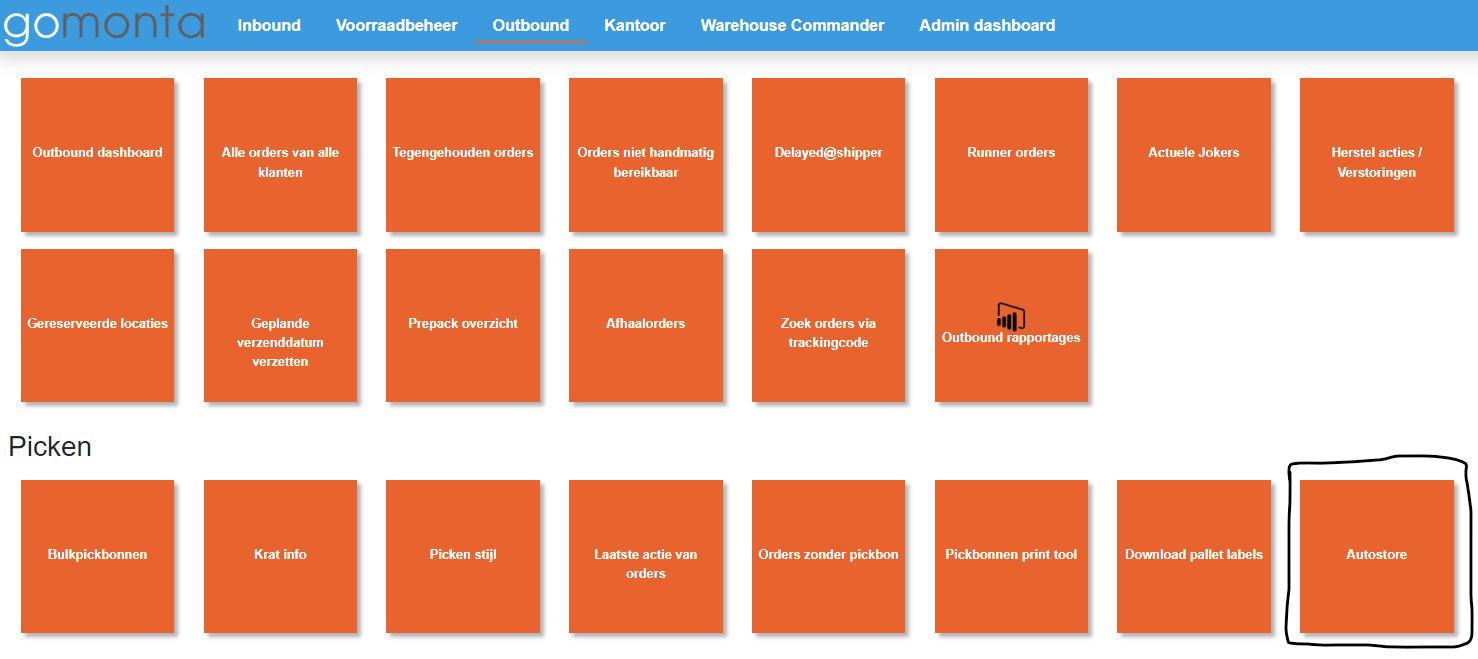 gomonta Inbound Voorraadbeheer Outbound Kantoor Warehouse Commander Admin dashboard
Outbound dashboard
Alle orders van alle
klanten
Tegengehouden orders
Orders niet handmatig
bereikbaar
Delayed@shipper
Runner orders
Actuele Jokers
Herstel acties /
Verstoringen
Gereserveerde locaties
Geplande
verzenddatum
verzetten
Prepack overzicht
Afhaalorders
Zoek orders via
trackingcode
Outbound rapportages
Picken
Bulkpickbonnen
Krat info
Picken stijl
Laatste actie van
orders
Orders zonder pickbon
Pickbonnen print tool
Download pallet labels
Autostore